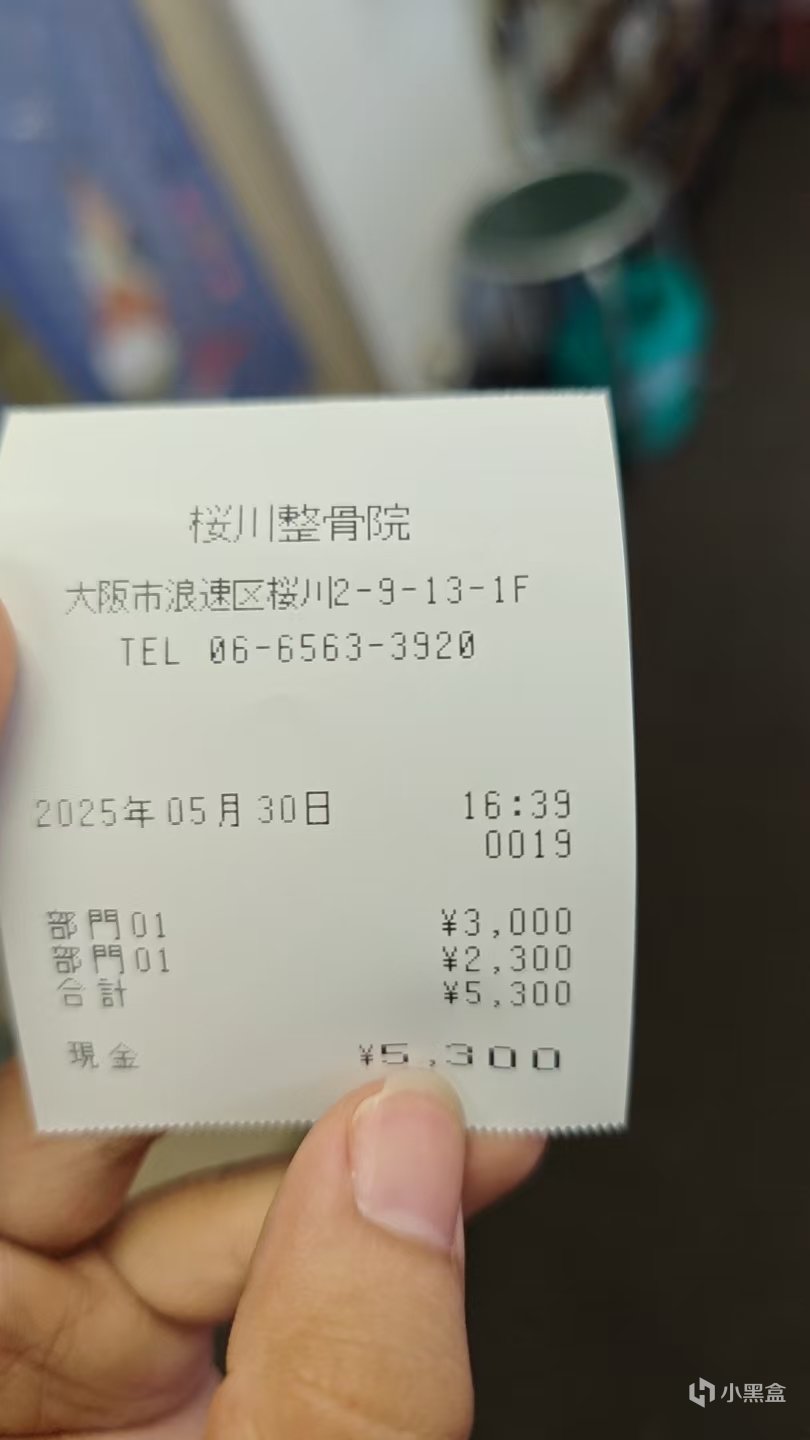 桜川整骨院
大阪市浪速区桜川2-9-13-1F
TEL 06-6563-3920
2025年05月30日 16:39
0019
部門01 ¥3,000
部門01 ¥2,300
合計 ¥5,300
現金 ¥5,300
小黑盒